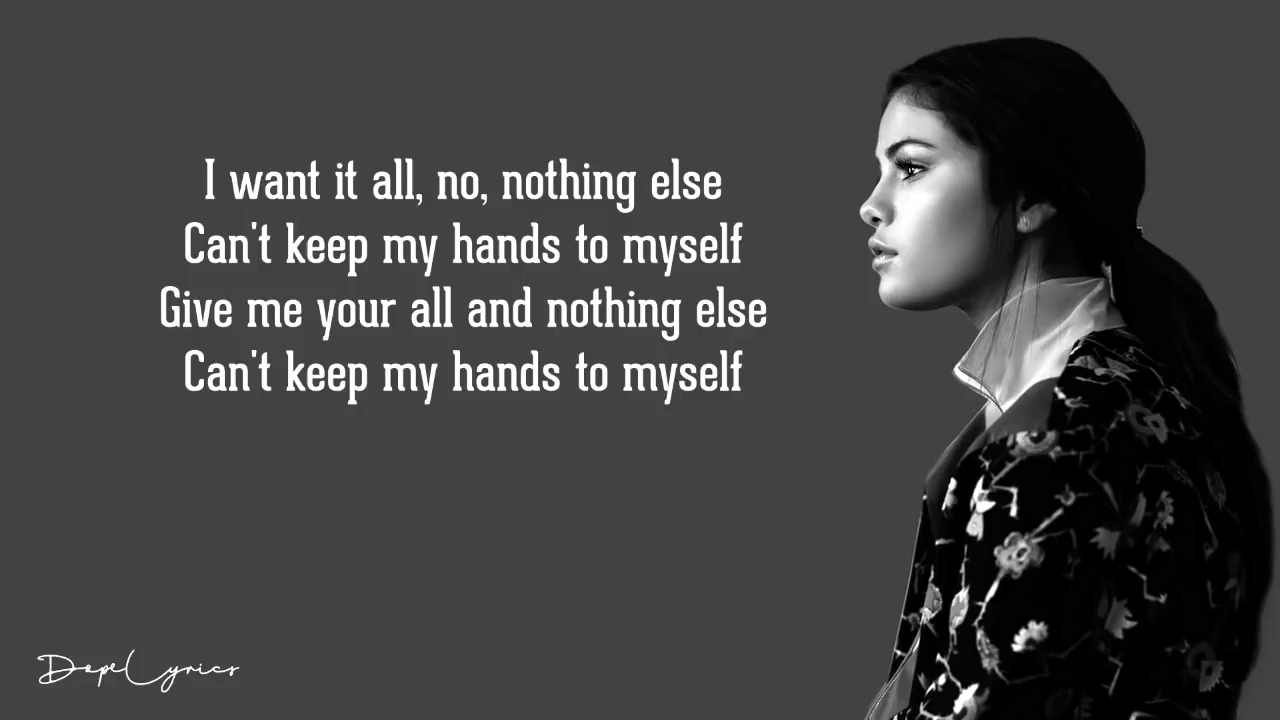 I want it all, no, nothing else
Can't keep my hands to myself
Give me your all and nothing else
Can't keep my hands to myself
DopeLyrics